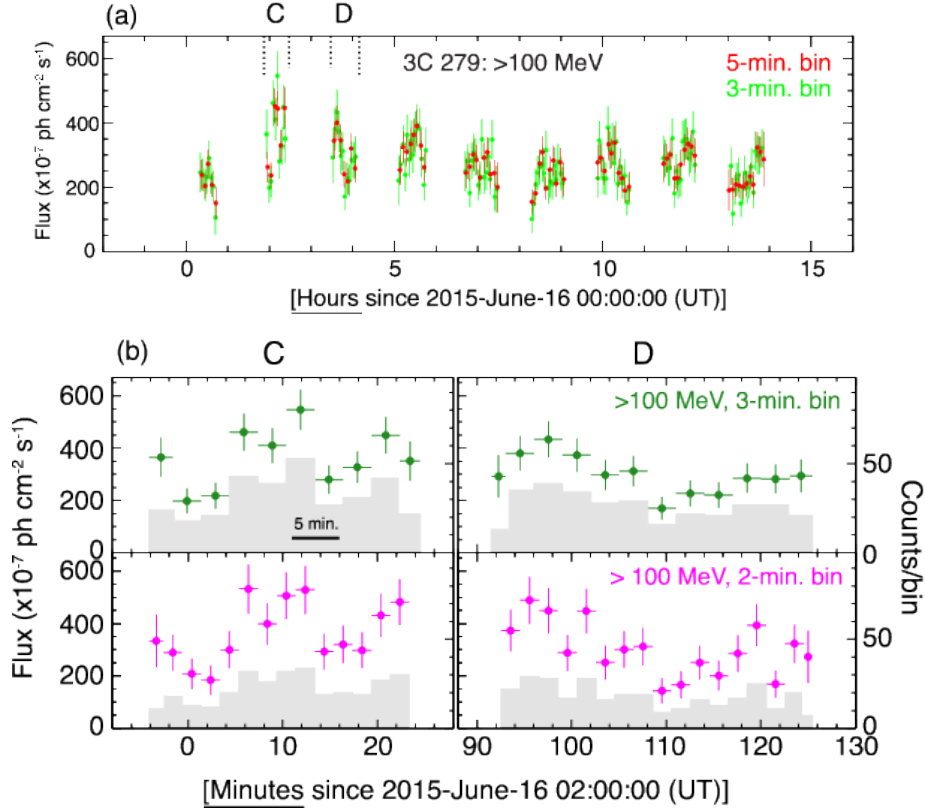 (a)
C
D
600
400
200
0
Flux (x10⁻⁷ ph cm⁻² s⁻¹)
3C 279: >100 MeV
5-min. bin
3-min. bin
0
5
10
15
[Hours since 2015-June-16 00:00:00 (UT)]
(b)
C
D
600
400
200
0
>100 MeV, 3-min. bin
5 min.
50
0
600
400
200
0
> 100 MeV, 2-min. bin
50
0
Flux (x10⁻⁷ ph cm⁻² s⁻¹)
Counts/bin
0
10
20
90
100
110
120
130
[Minutes since 2015-June-16 02:00:00 (UT)]